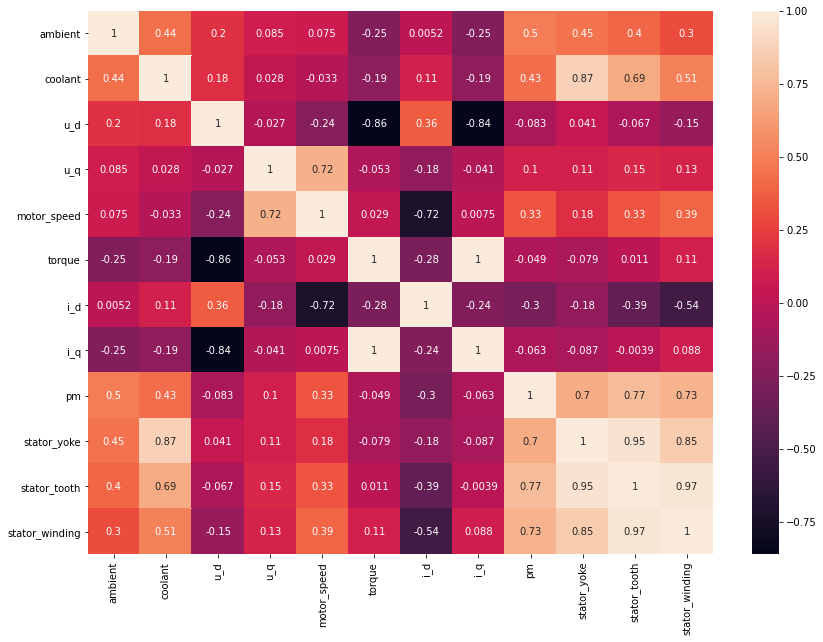 ambient 1 0.44 0.2 0.085 0.075 -0.25 0.0052 -0.25 0.5 0.45 0.4 0.3
coolant 0.44 1 0.18 0.028 -0.033 -0.19 0.11 -0.19 0.43 0.87 0.69 0.51
u_d 0.2 0.18 1 -0.027 -0.24 -0.86 0.36 -0.84 -0.083 0.041 -0.067 -0.15
u_q 0.085 0.028 -0.027 1 0.72 -0.053 -0.18 -0.041 0.1 0.11 0.15 0.13
motor_speed 0.075 -0.033 -0.24 0.72 1 0.029 -0.72 0.0075 0.33 0.18 0.33 0.39
torque -0.25 -0.19 -0.86 -0.053 0.029 1 -0.28 1 -0.049 -0.079 0.011 0.11
i_d 0.0052 0.11 0.36 -0.18 -0.72 -0.28 1 -0.24 -0.3 -0.18 -0.39 -0.54
i_q -0.25 -0.19 -0.84 -0.041 0.0075 1 -0.24 1 -0.063 -0.087 -0.0039 0.088
pm 0.5 0.43 -0.083 0.1 0.33 -0.049 -0.3 -0.063 1 0.7 0.77 0.73
stator_yoke 0.45 0.87 0.041 0.11 0.18 -0.079 -0.18 -0.087 0.7 1 0.95 0.85
stator_tooth 0.4 0.69 -0.067 0.15 0.33 0.011 -0.39 -0.0039 0.77 0.95 1 0.97
stator_winding 0.3 0.51 -0.15 0.13 0.39 0.11 -0.54 0.088 0.73 0.85 0.97 1
ambient
coolant
u_d
u_q
motor_speed
torque
i_d
i_q
pm
stator_yoke
stator_tooth
stator_winding
1.00
0.75
0.50
0.25
0.00
−0.25
−0.50
−0.75